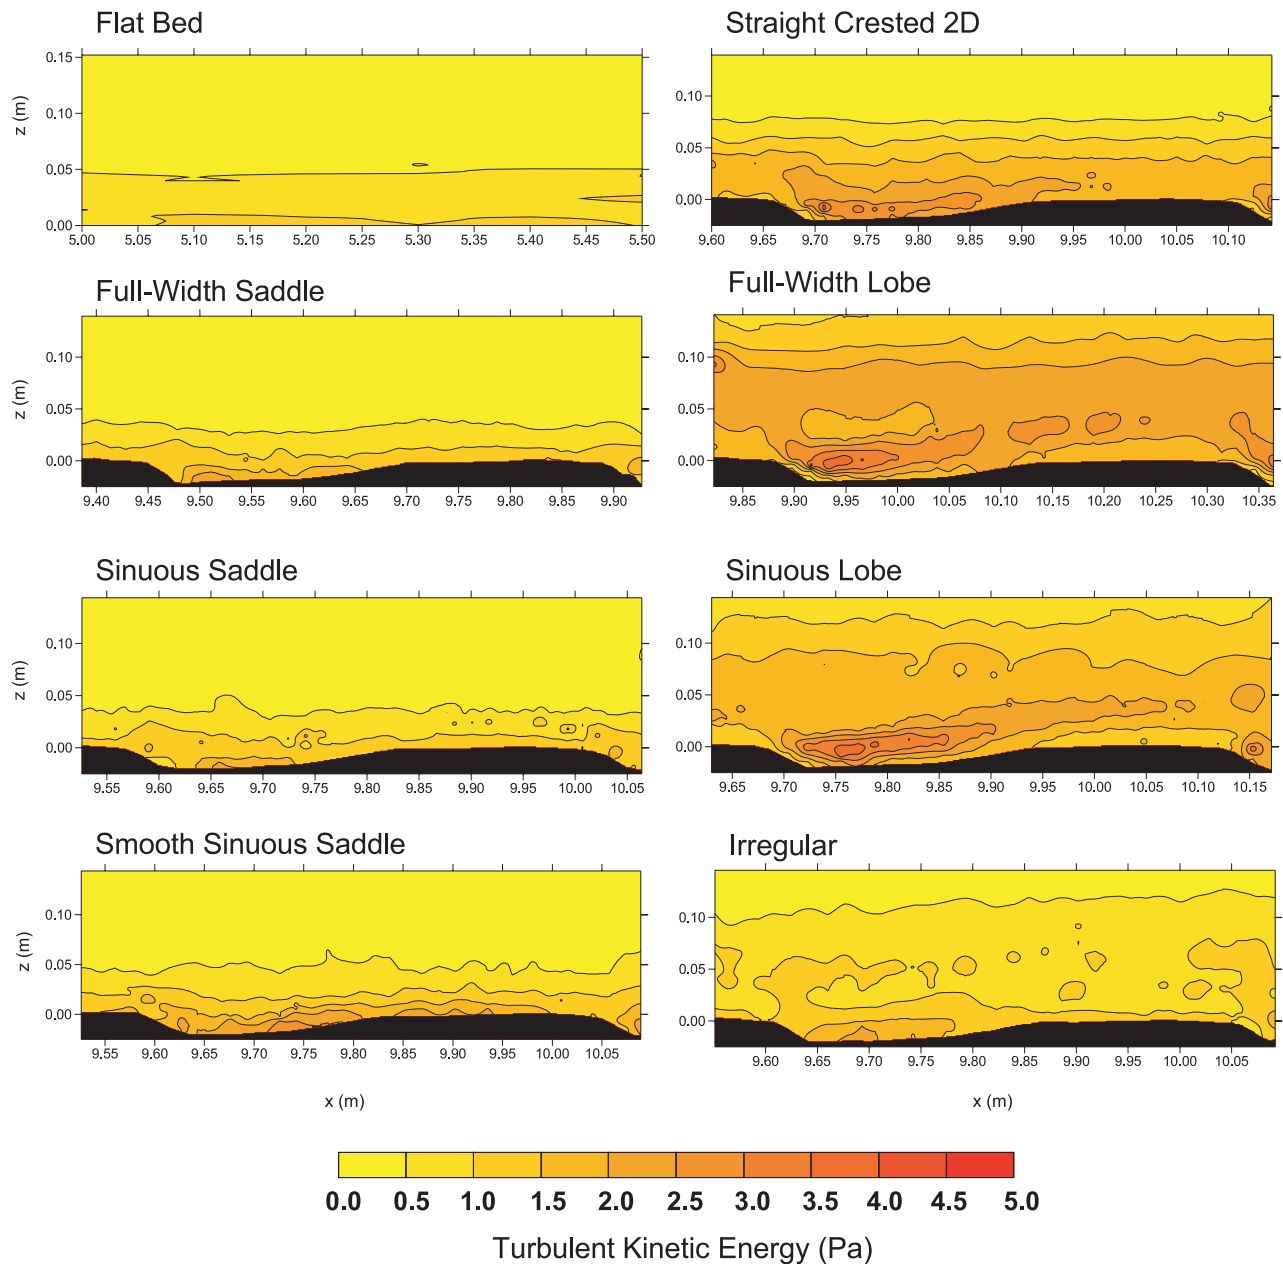 Flat Bed
Straight Crested 2D
z (m)
0.15
0.10
0.05
0.00
5.00 5.05 5.10 5.15 5.20 5.25 5.30 5.35 5.40 5.45 5.50
0.10
0.05
0.00
9.60 9.65 9.70 9.75 9.80 9.85 9.90 9.95 10.00 10.05 10.10
Full-Width Saddle
Full-Width Lobe
z (m)
0.10
0.05
0.00
9.40 9.45 9.50 9.55 9.60 9.65 9.70 9.75 9.80 9.85 9.90
0.10
0.05
0.00
9.85 9.90 9.95 10.00 10.05 10.10 10.15 10.20 10.25 10.30 10.35
Sinuous Saddle
Sinuous Lobe
z (m)
0.10
0.05
0.00
9.55 9.60 9.65 9.70 9.75 9.80 9.85 9.90 9.95 10.00 10.05
0.10
0.05
0.00
9.65 9.70 9.75 9.80 9.85 9.90 9.95 10.00 10.05 10.10 10.15
Smooth Sinuous Saddle
Irregular
z (m)
0.10
0.05
0.00
9.55 9.60 9.65 9.70 9.75 9.80 9.85 9.90 9.95 10.00 10.05
0.10
0.05
0.00
9.60 9.65 9.70 9.75 9.80 9.85 9.90 9.95 10.00 10.05
x (m)
x (m)
0.0 0.5 1.0 1.5 2.0 2.5 3.0 3.5 4.0 4.5 5.0
Turbulent Kinetic Energy (Pa)